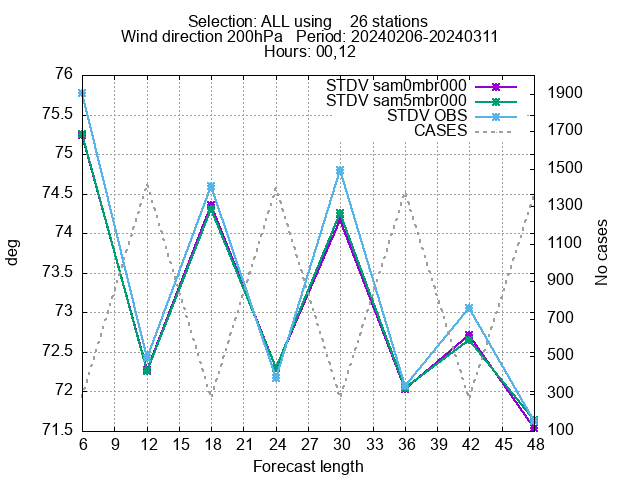 Selection: ALL using    26 stations
Wind direction 200hPa   Period: 20240206-20240311
Hours: 00,12
STDV sam0mbr000
STDV sam5mbr000
STDV OBS
CASES
76
75.5
75
74.5
74
73.5
73
72.5
72
71.5
deg
1900
1700
1500
1300
1100
900
700
500
300
100
No cases
6 9 12 15 18 21 24 27 30 33 36 39 42 45 48
Forecast length